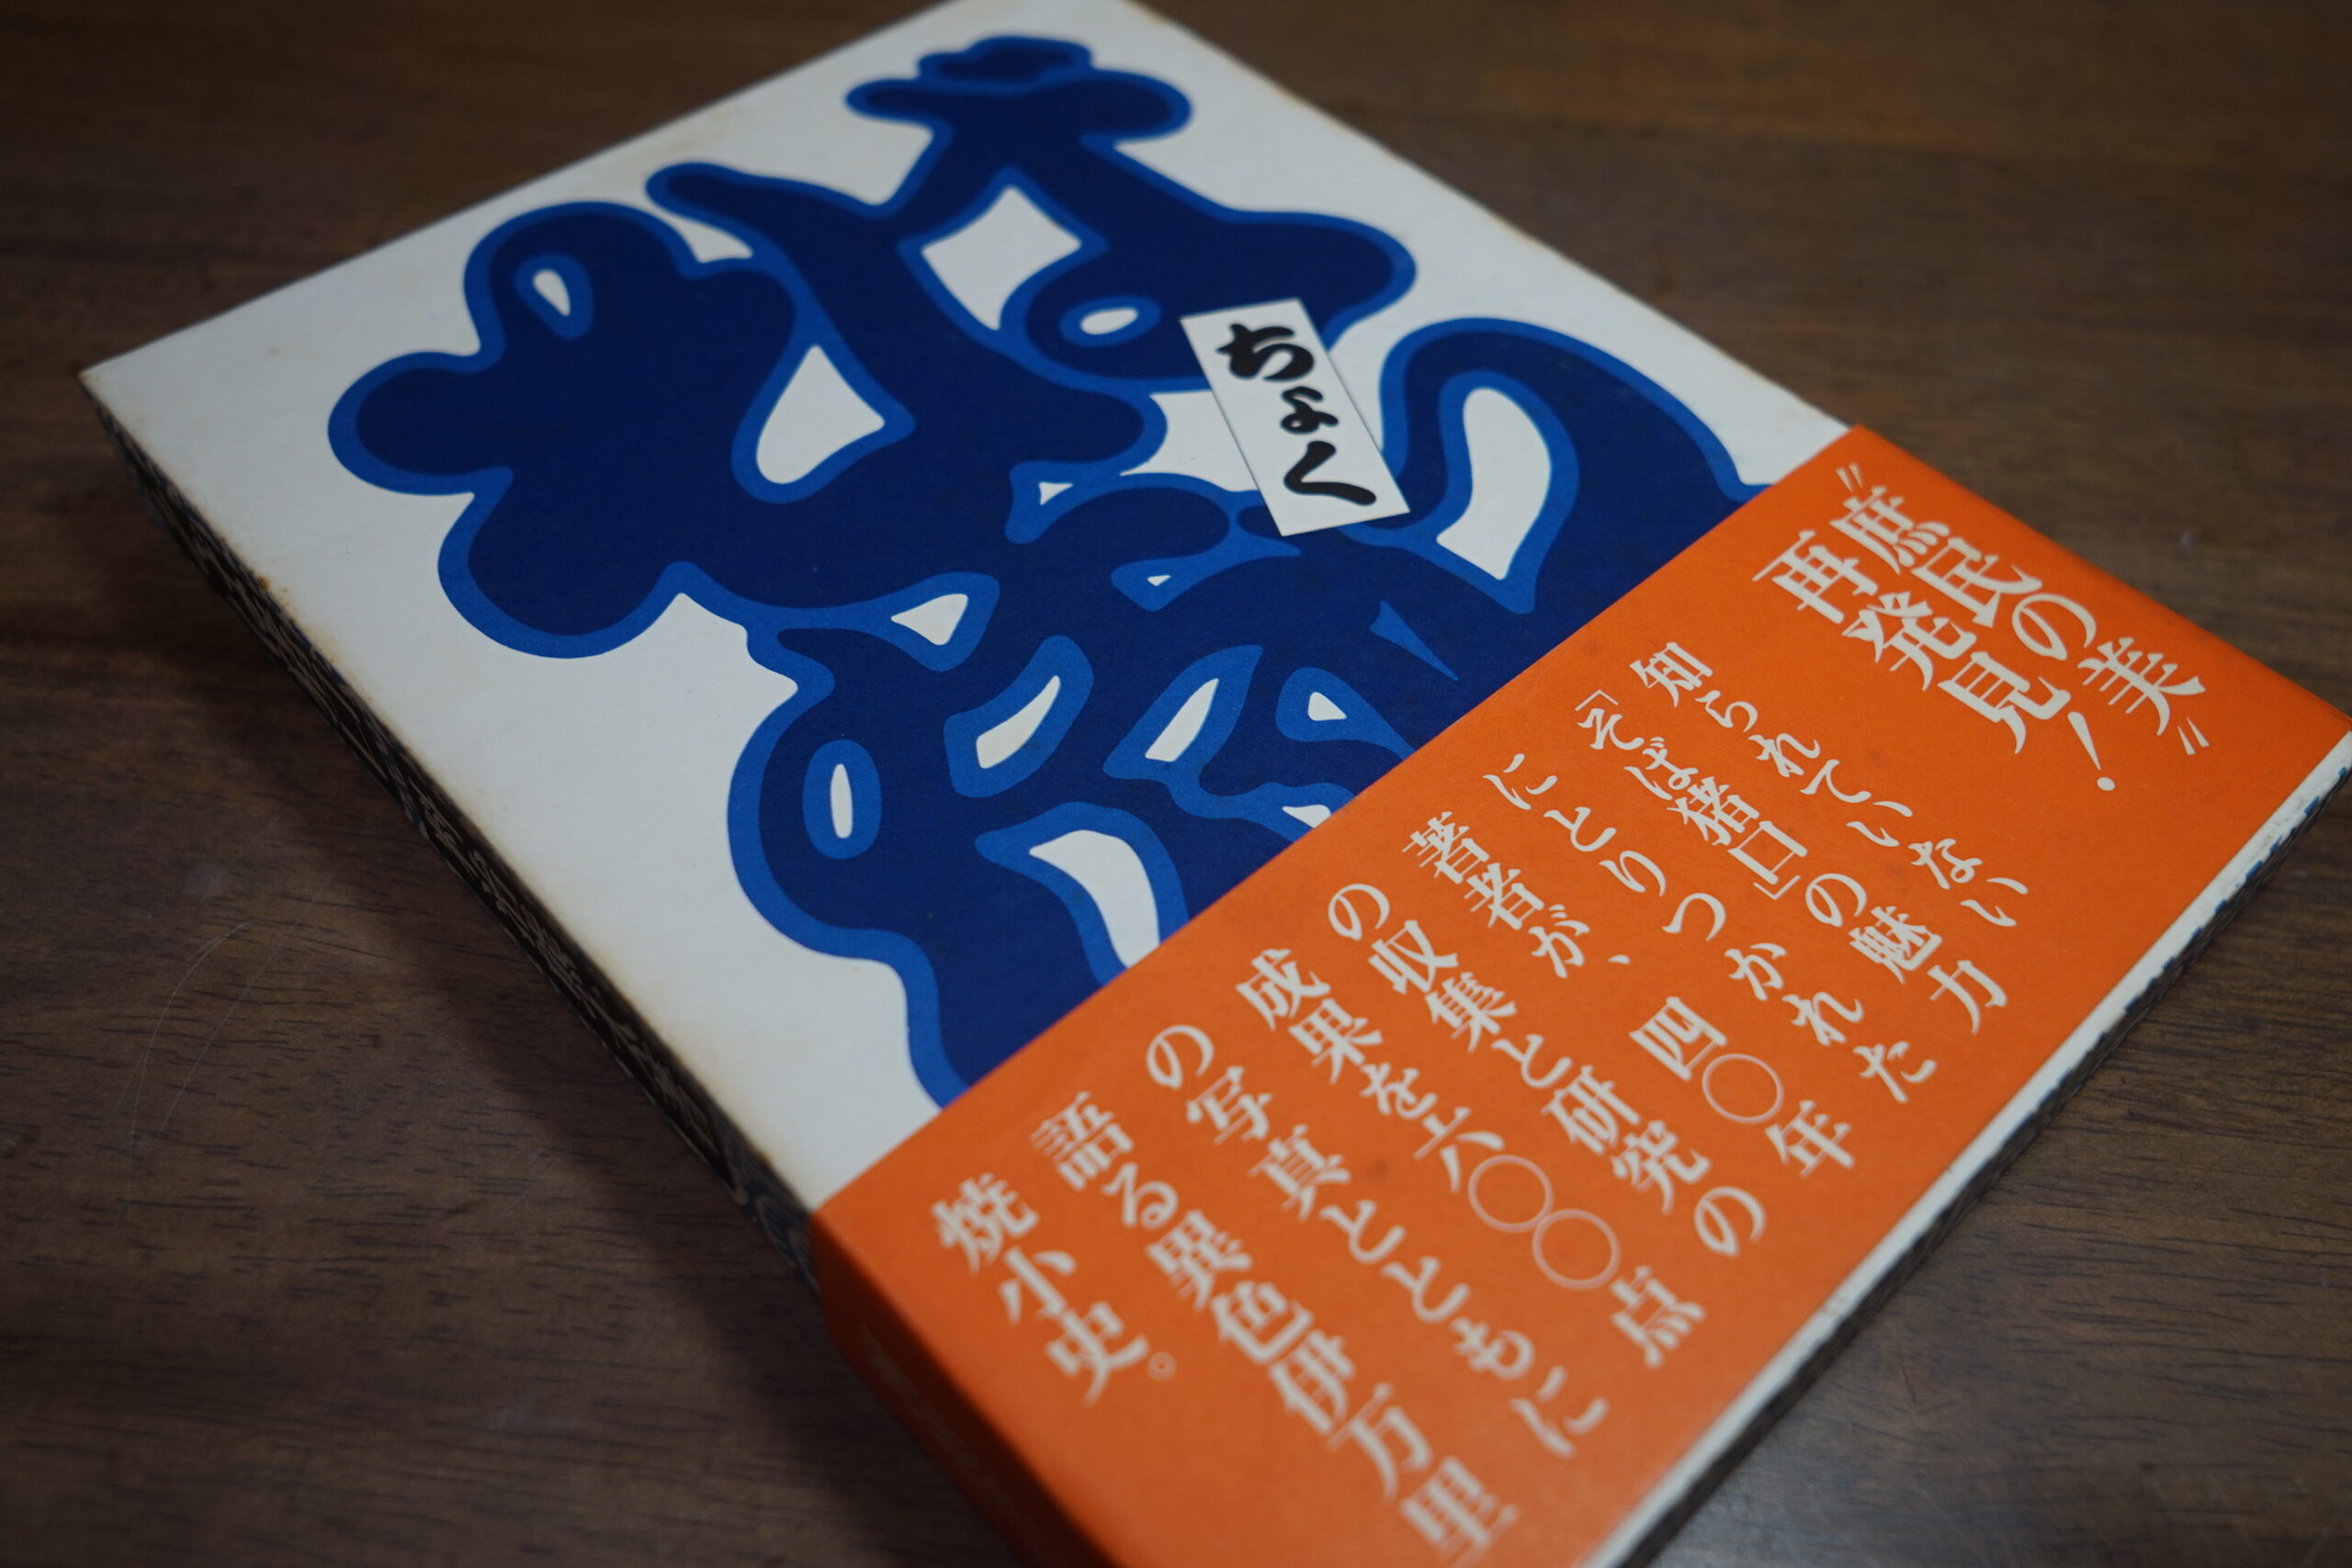 ちょく
〝庶民の美〟
再発見！
知られていない
「そば猪口」の魅力
にとりつかれた
著者が、四〇年
の収集と研究の
成果を六〇〇点
の写真とともに
語る異色伊万里
焼小史。